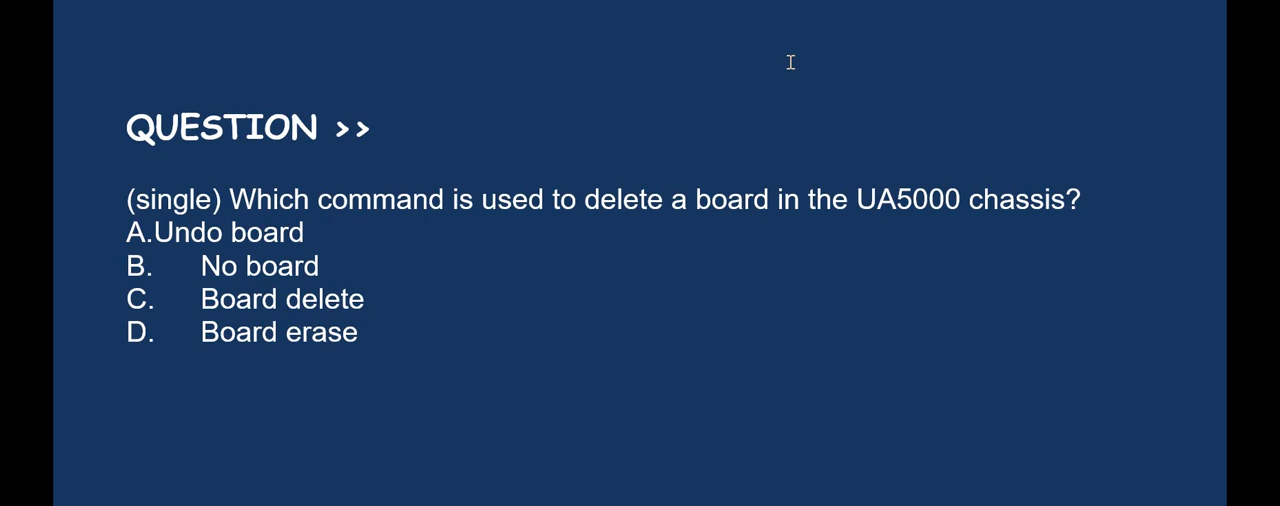 QUESTION >>
(single) Which command is used to delete a board in the UA5000 chassis?
A.Undo board
B. No board
C. Board delete
D. Board erase